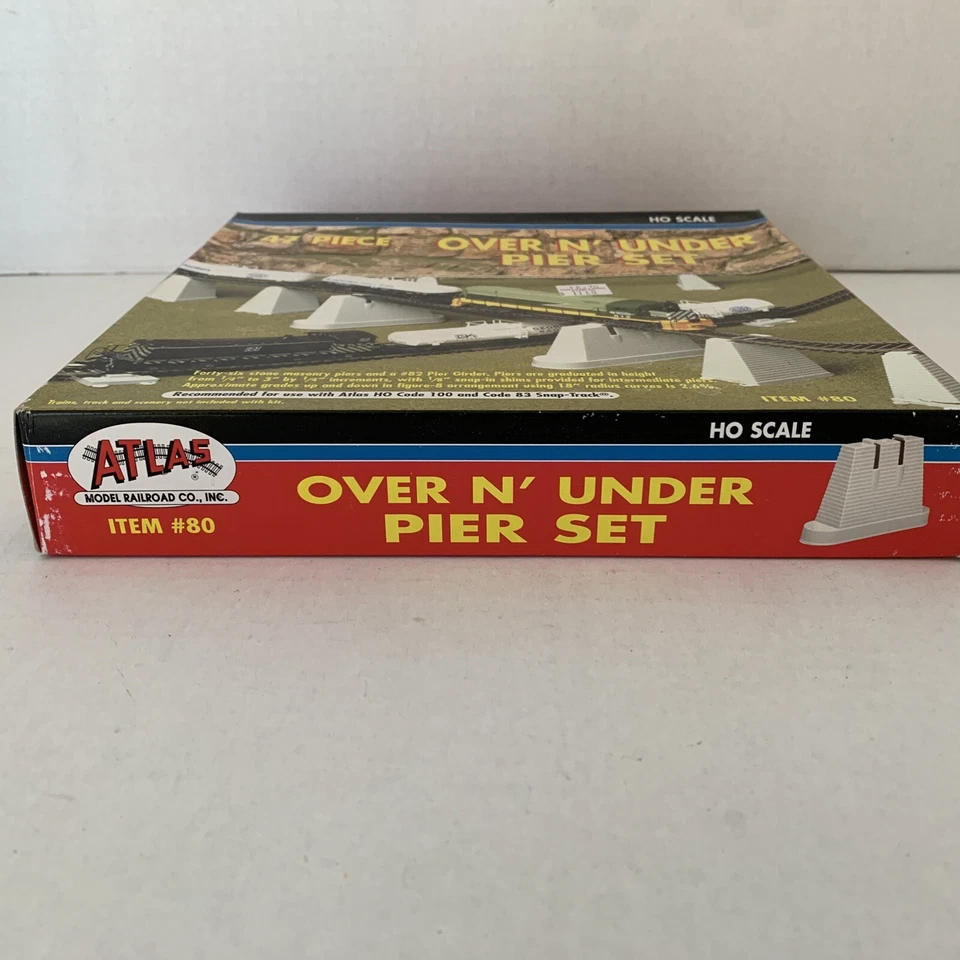 HO SCALE
47 PIECE
OVER N' UNDER
PIER SET
Forty-six stone masonry piers and a #82 Pier Girder. Piers are graduated in height
from 1/4" to 3" by 1/4" increments, with 1/8" snap-in shims provided for intermediate piers.
Approximate grades up and down in figure-8 arrangement using 18" radius curves is
Recommended for use with Atlas HO Code 100 and Code 83 Snap-Track®.
Trains, track and scenery not included with kit.
ITEM #80
HO SCALE
ATLAS®
MODEL RAILROAD CO., INC.
ITEM #80
OVER N' UNDER
PIER SET